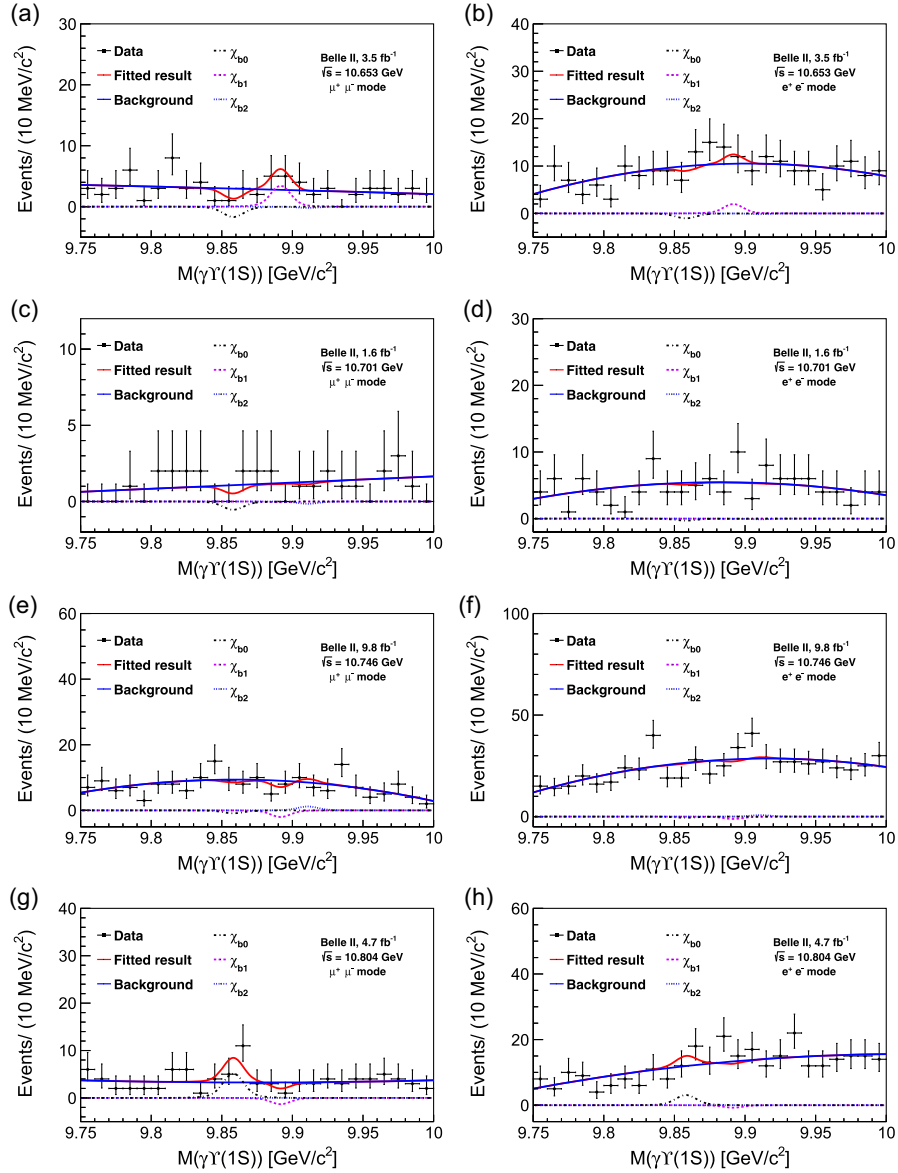 (a)
30
20
10
0
Events/ (10 MeV/c²)
Data
Fitted result
Background
χb0
χb1
χb2
Belle II, 3.5 fb⁻¹
√s = 10.653 GeV
μ⁺ μ⁻ mode
9.75 9.8 9.85 9.9 9.95 10
M(γϒ(1S)) [GeV/c²]
(b)
40
30
20
10
0
Events/ (10 MeV/c²)
Data
Fitted result
Background
χb0
χb1
χb2
Belle II, 3.5 fb⁻¹
√s = 10.653 GeV
e⁺ e⁻ mode
9.75 9.8 9.85 9.9 9.95 10
M(γϒ(1S)) [GeV/c²]
(c)
10
5
0
Events/ (10 MeV/c²)
Data
Fitted result
Background
χb0
χb1
χb2
Belle II, 1.6 fb⁻¹
√s = 10.701 GeV
μ⁺ μ⁻ mode
9.75 9.8 9.85 9.9 9.95 10
M(γϒ(1S)) [GeV/c²]
(d)
30
20
10
0
Events/ (10 MeV/c²)
Data
Fitted result
Background
χb0
χb1
χb2
Belle II, 1.6 fb⁻¹
√s = 10.701 GeV
e⁺ e⁻ mode
9.75 9.8 9.85 9.9 9.95 10
M(γϒ(1S)) [GeV/c²]
(e)
60
40
20
0
Events/ (10 MeV/c²)
Data
Fitted result
Background
χb0
χb1
χb2
Belle II, 9.8 fb⁻¹
√s = 10.746 GeV
μ⁺ μ⁻ mode
9.75 9.8 9.85 9.9 9.95 10
M(γϒ(1S)) [GeV/c²]
(f)
100
50
0
Events/ (10 MeV/c²)
Data
Fitted result
Background
χb0
χb1
χb2
Belle II, 9.8 fb⁻¹
√s = 10.746 GeV
e⁺ e⁻ mode
9.75 9.8 9.85 9.9 9.95 10
M(γϒ(1S)) [GeV/c²]
(g)
40
30
20
10
0
Events/ (10 MeV/c²)
Data
Fitted result
Background
χb0
χb1
χb2
Belle II, 4.7 fb⁻¹
√s = 10.804 GeV
μ⁺ μ⁻ mode
9.75 9.8 9.85 9.9 9.95 10
M(γϒ(1S)) [GeV/c²]
(h)
60
40
20
0
Events/ (10 MeV/c²)
Data
Fitted result
Background
χb0
χb1
χb2
Belle II, 4.7 fb⁻¹
√s = 10.804 GeV
e⁺ e⁻ mode
9.75 9.8 9.85 9.9 9.95 10
M(γϒ(1S)) [GeV/c²]